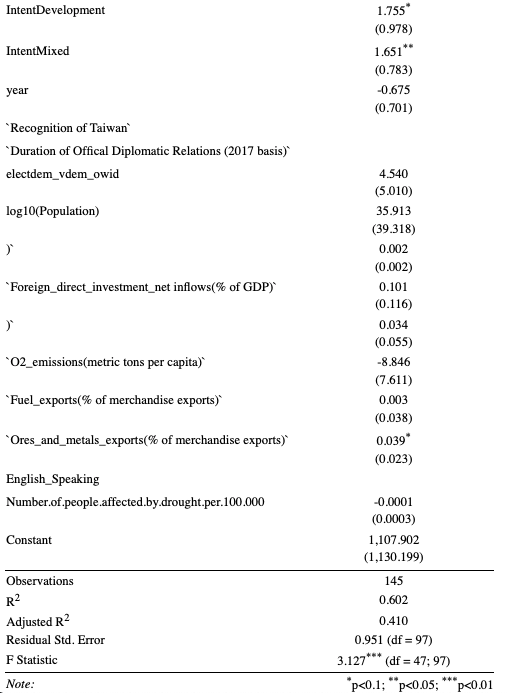 IntentDevelopment 1.755*
(0.978)
IntentMixed 1.651**
(0.783)
year -0.675
(0.701)
`Recognition of Taiwan`
`Duration of Offical Diplomatic Relations (2017 basis)`
electdem_vdem_owid 4.540
(5.010)
log10(Population) 35.913
(39.318)
)` 0.002
(0.002)
`Foreign_direct_investment_net inflows(% of GDP)` 0.101
(0.116)
)` 0.034
(0.055)
`O2_emissions(metric tons per capita)` -8.846
(7.611)
`Fuel_exports(% of merchandise exports)` 0.003
(0.038)
`Ores_and_metals_exports(% of merchandise exports)` 0.039*
(0.023)
English_Speaking
Number.of.people.affected.by.drought.per.100.000 -0.0001
(0.0003)
Constant 1,107.902
(1,130.199)
Observations 145
R2 0.602
Adjusted R2 0.410
Residual Std. Error 0.951 (df = 97)
F Statistic 3.127*** (df = 47; 97)
Note: *p<0.1; **p<0.05; ***p<0.01